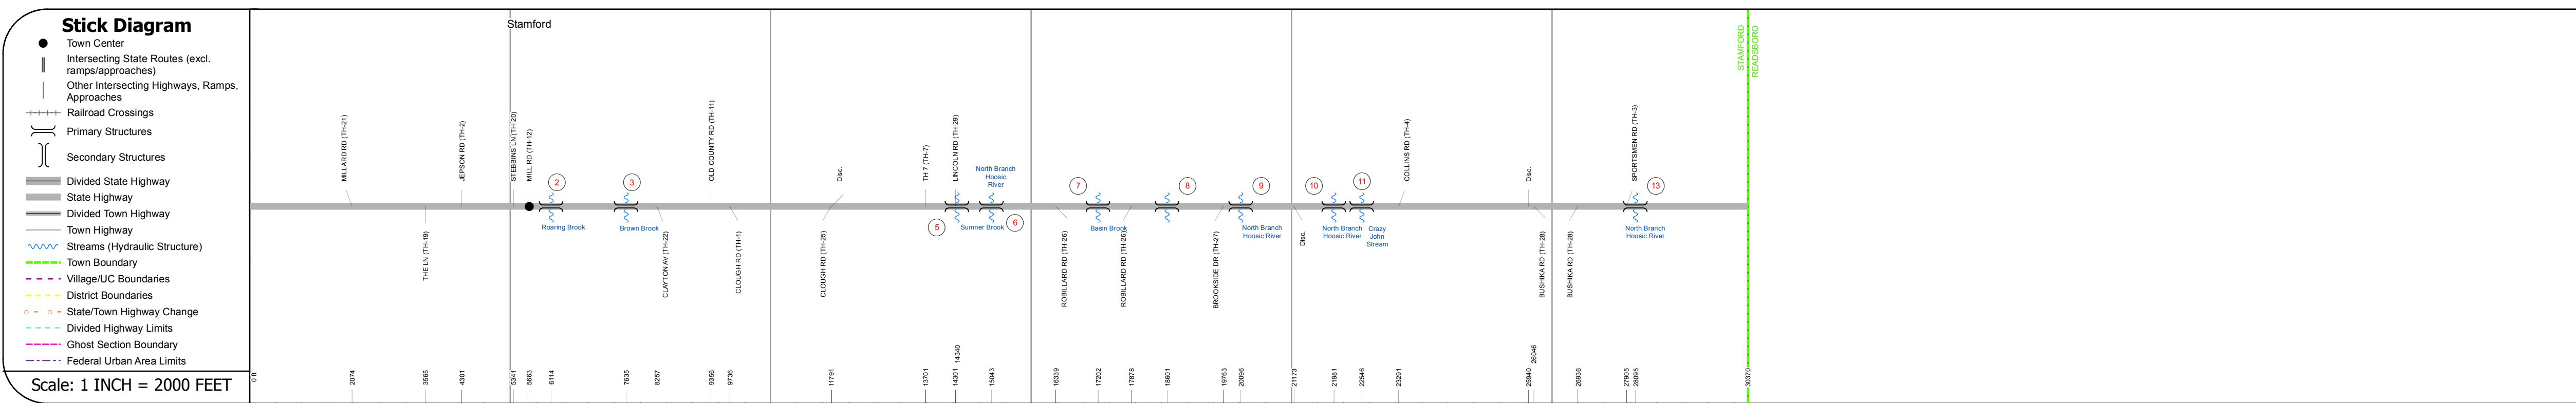 Stick Diagram
Town Center
Intersecting State Routes (excl.
ramps/approaches)
Other Intersecting Highways, Ramps,
Approaches
Railroad Crossings
Primary Structures
Secondary Structures
Divided State Highway
State Highway
Divided Town Highway
Town Highway
Streams (Hydraulic Structure)
Town Boundary
Village/UC Boundaries
District Boundaries
State/Town Highway Change
Divided Highway Limits
Ghost Section Boundary
Federal Urban Area Limits
Scale: 1 INCH = 2000 FEET
Stamford
STAMFORD
READSBORO
MILLARD RD (TH-21)
JEPSON RD (TH-2)
STEBBINS LN (TH-20)
MILL RD (TH-12)
OLD COUNTY RD (TH-11)
Disc.
TH 7 (TH-7)
LINCOLN RD (TH-29)
North Branch
Hoosic
River
COLLINS RD (TH-4)
Disc.
SPORTSMEN RD (TH-3)
2
3
7
8
9
10
11
13
5
6
Roaring Brook
Brown Brook
Sumner Brook
Basin Brook
North Branch
Hoosic River
North Branch
Hoosic River
Crazy
John
Stream
North Branch
Hoosic River
THE LN (TH-19)
CLAYTON AV (TH-22)
CLOUGH RD (TH-1)
CLOUGH RD (TH-25)
ROBILLARD RD (TH-26)
ROBILLARD RD (TH-26)
BROOKSIDE DR (TH-27)
Disc.
BUSHIKA RD (TH-28)
BUSHIKA RD (TH-28)
0 ft
2074
3565
4301
5341
5663
6114
7635
8257
9356
9736
11791
13701
14301
14340
15043
16339
17202
17878
18601
19763
20096
21173
21981
22546
23291
25940
26046
26936
27905
28095
30370